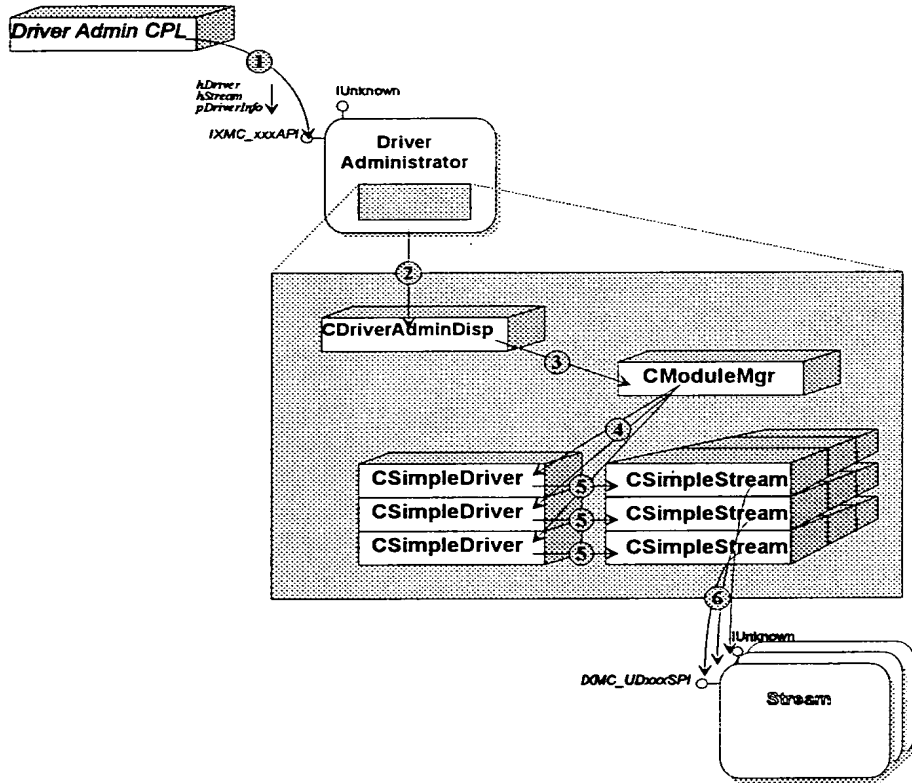 Driver Admin CPL
1
hDriver
hStream
pDriverInfo
IUnknown
IXMC_xxxAPI
Driver
Administrator
2
CDriverAdminDisp
3
CModuleMgr
4
CSimpleDriver
5
CSimpleStream
CSimpleDriver
5
CSimpleStream
CSimpleDriver
5
CSimpleStream
6
IUnknown
IXMC_UDxxxSPI
Stream